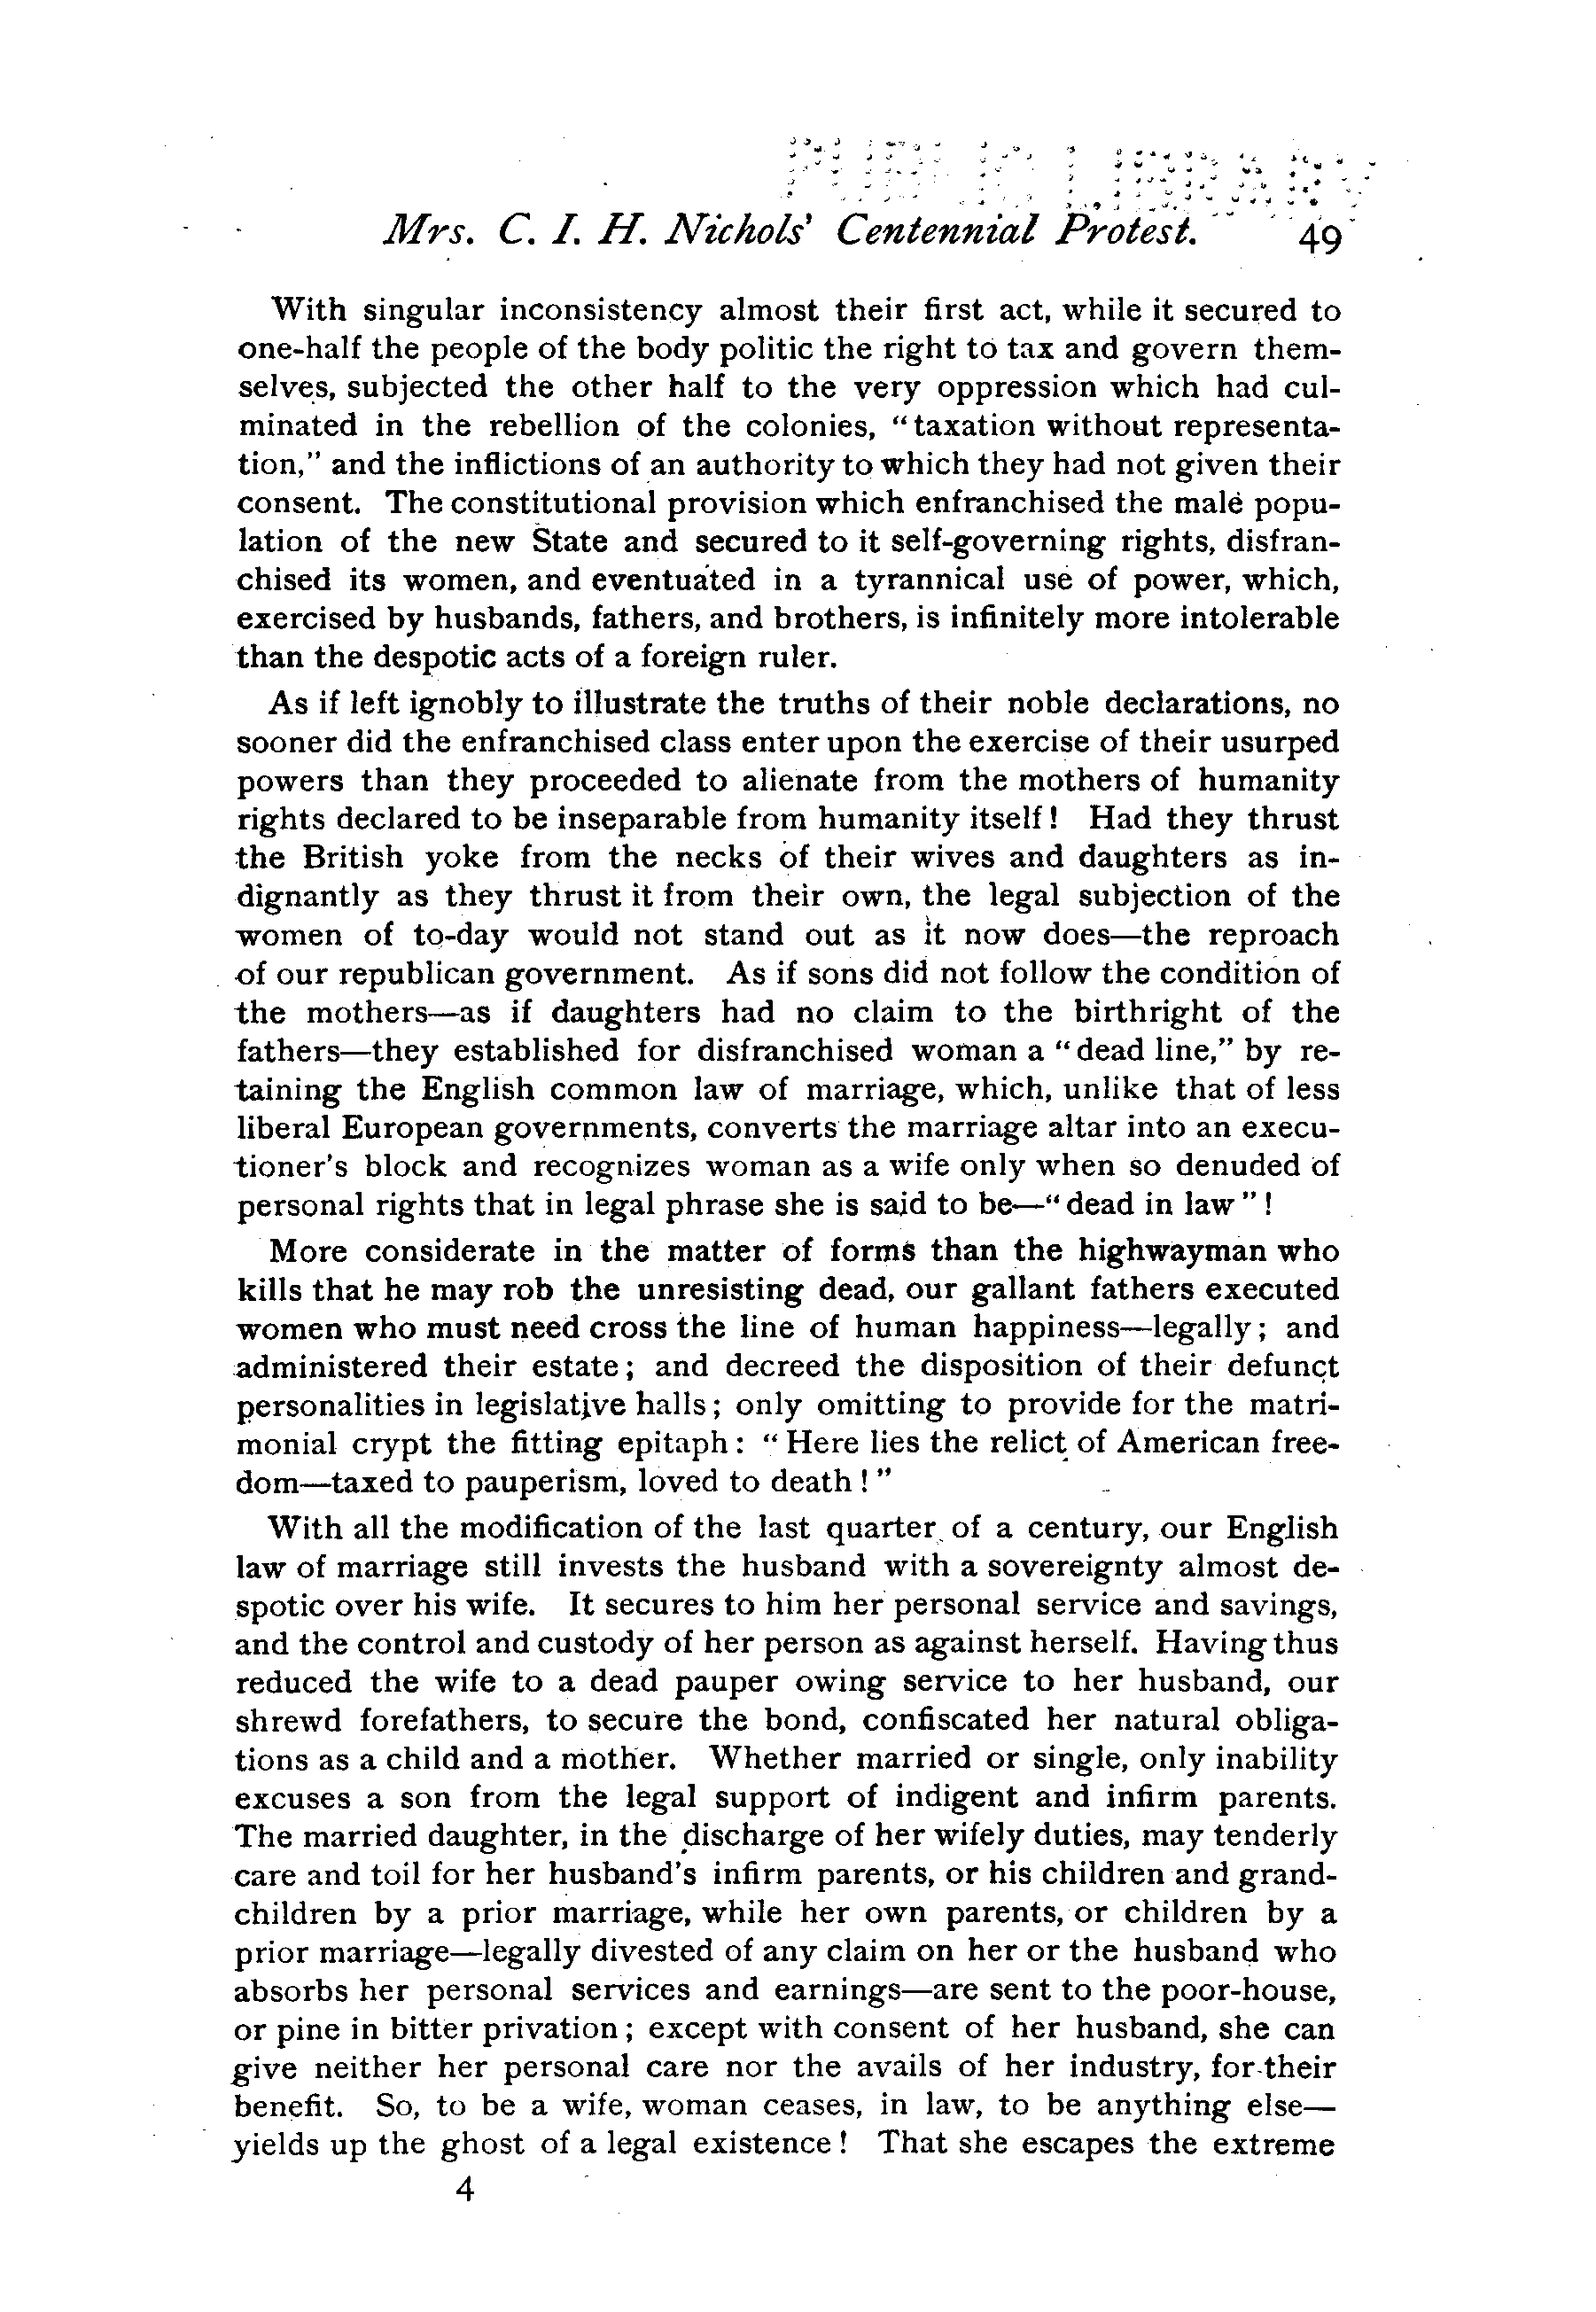 PUBLIC LIBRARY
Mrs. C. I. H. Nichols' Centennial Protest. 49
With singular inconsistency almost their first act, while it secured to
one-half the people of the body politic the right to tax and govern them-
selves, subjected the other half to the very oppression which had cul-
minated in the rebellion of the colonies, "taxation without representa-
tion," and the inflictions of an authority to which they had not given their
consent. The constitutional provision which enfranchised the male popu-
lation of the new State and secured to it self-governing rights, disfran-
chised its women, and eventuated in a tyrannical use of power, which,
exercised by husbands, fathers, and brothers, is infinitely more intolerable
than the despotic acts of a foreign ruler.
As if left ignobly to illustrate the truths of their noble declarations, no
sooner did the enfranchised class enter upon the exercise of their usurped
powers than they proceeded to alienate from the mothers of humanity
rights declared to be inseparable from humanity itself! Had they thrust
the British yoke from the necks of their wives and daughters as in-
dignantly as they thrust it from their own, the legal subjection of the
women of to-day would not stand out as it now does—the reproach
of our republican government. As if sons did not follow the condition of
the mothers—as if daughters had no claim to the birthright of the
fathers—they established for disfranchised woman a "dead line," by re-
taining the English common law of marriage, which, unlike that of less
liberal European governments, converts the marriage altar into an execu-
tioner's block and recognizes woman as a wife only when so denuded of
personal rights that in legal phrase she is said to be—"dead in law"!
More considerate in the matter of forms than the highwayman who
kills that he may rob the unresisting dead, our gallant fathers executed
women who must need cross the line of human happiness—legally; and
administered their estate; and decreed the disposition of their defunct
personalities in legislative halls; only omitting to provide for the matri-
monial crypt the fitting epitaph: "Here lies the relict of American free-
dom—taxed to pauperism, loved to death!"
With all the modification of the last quarter of a century, our English
law of marriage still invests the husband with a sovereignty almost de-
spotic over his wife. It secures to him her personal service and savings,
and the control and custody of her person as against herself. Having thus
reduced the wife to a dead pauper owing service to her husband, our
shrewd forefathers, to secure the bond, confiscated her natural obliga-
tions as a child and a mother. Whether married or single, only inability
excuses a son from the legal support of indigent and infirm parents.
The married daughter, in the discharge of her wifely duties, may tenderly
care and toil for her husband's infirm parents, or his children and grand-
children by a prior marriage, while her own parents, or children by a
prior marriage—legally divested of any claim on her or the husband who
absorbs her personal services and earnings—are sent to the poor-house,
or pine in bitter privation; except with consent of her husband, she can
give neither her personal care nor the avails of her industry, for their
benefit. So, to be a wife, woman ceases, in law, to be anything else—
yields up the ghost of a legal existence! That she escapes the extreme
4